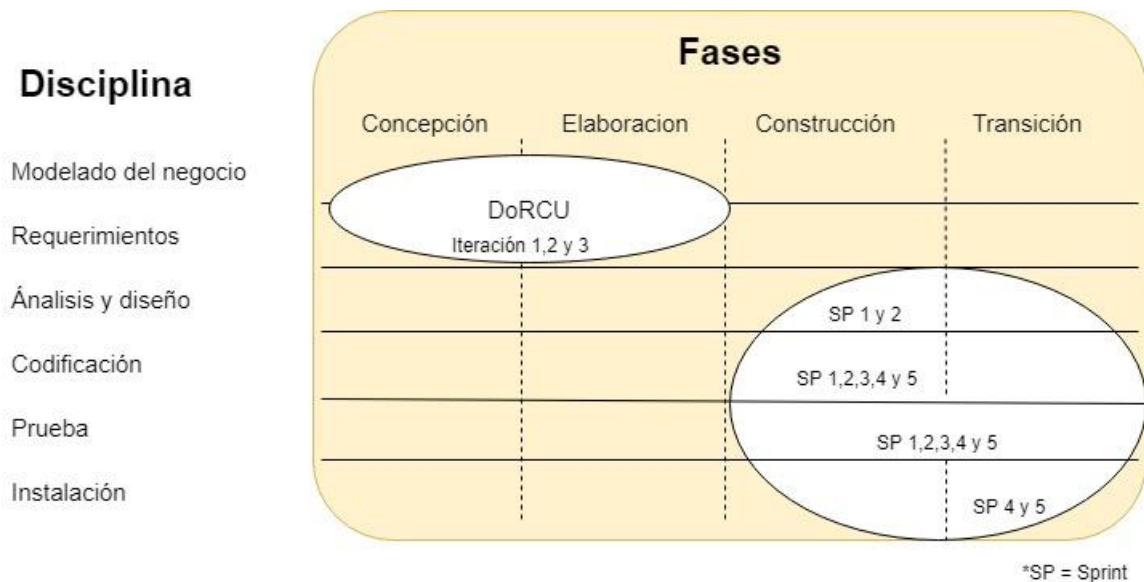 Fases
Disciplina
Concepción Elaboracion Construcción Transición
Modelado del negocio
DoRCU
Requerimientos
Iteración 1,2 y 3
Ánalisis y diseño
SP 1 y 2
Codificación
SP 1,2,3,4 y 5
Prueba
SP 1,2,3,4 y 5
Instalación
SP 4 y 5
*SP = Sprint